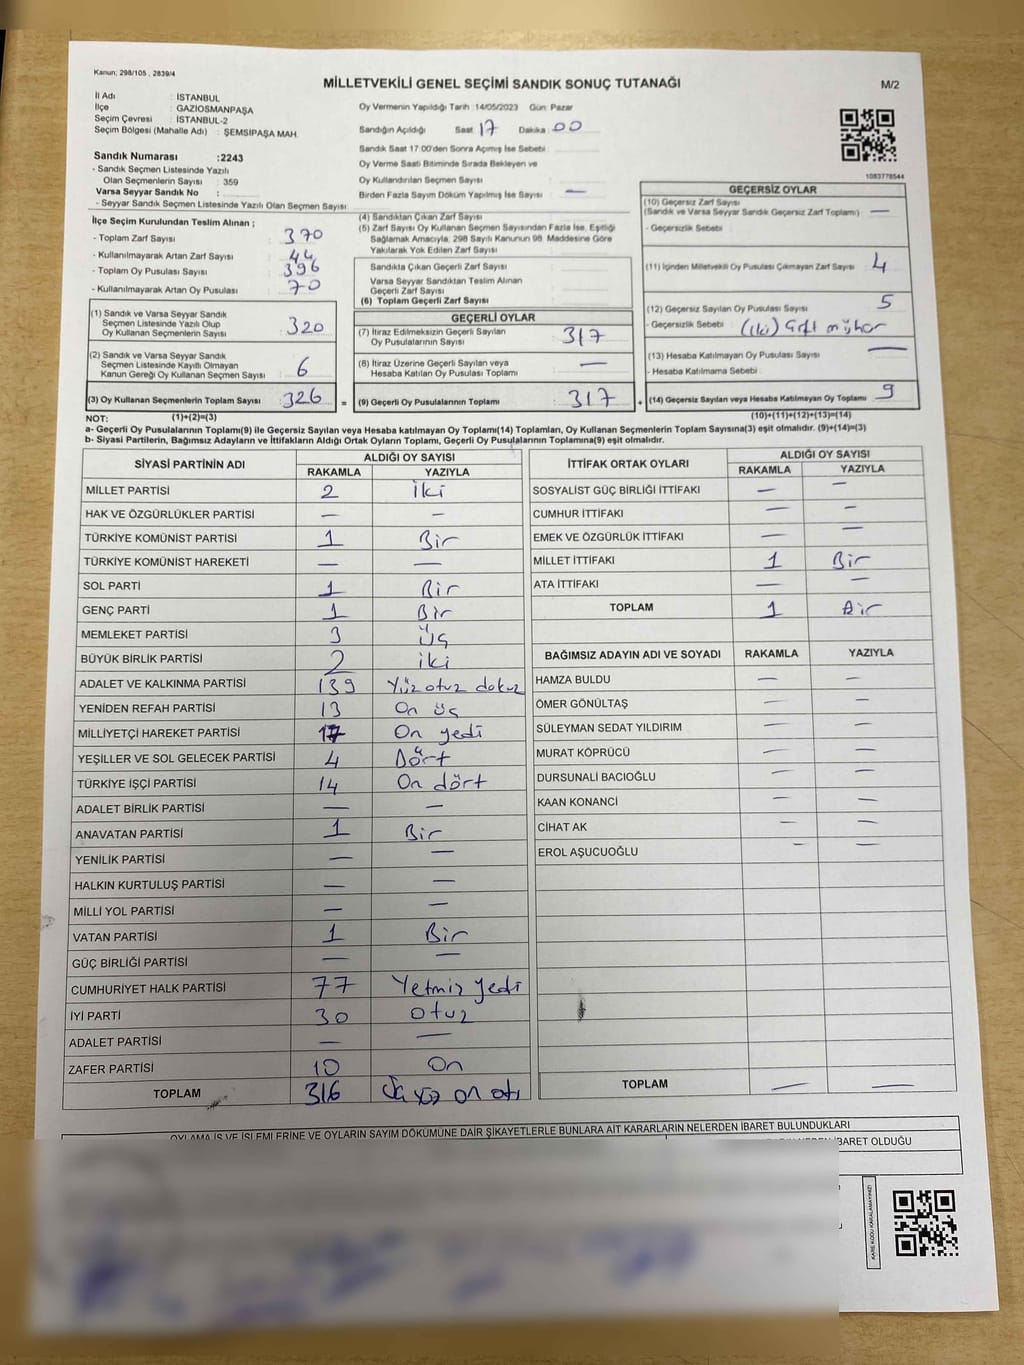 Kanun; 298/105 , 2839/4
MİLLETVEKİLİ GENEL SEÇİMİ SANDIK SONUÇ TUTANAĞI
M/2
İl Adı : İSTANBUL
İlçe : GAZİOSMANPAŞA
Seçim Çevresi : İSTANBUL-2
Seçim Bölgesi (Mahalle Adı) : ŞEMSİPAŞA MAH.
Sandık Numarası :2243
- Sandık Seçmen Listesinde Yazılı
Olan Seçmenlerin Sayısı : 359
Varsa Seyyar Sandık No :
- Seyyar Sandık Seçmen Listesinde Yazılı Olan Seçmen Sayısı:
Oy Vermenin Yapıldığı Tarih :14/05/2023 Gün: Pazar
Sandığın Açıldığı Saat 17 Dakika 00
Sandık Saat 17:00'den Sonra Açılmış İse Sebebi :
Oy Verme Saati Bitiminde Sırada Bekleyen ve
Oy Kullandırılan Seçmen Sayısı :
Birden Fazla Sayım Döküm Yapılmış İse Sayısı : —
1083778544
İlçe Seçim Kurulundan Teslim Alınan ;
- Toplam Zarf Sayısı : 370
- Kullanılmayarak Artan Zarf Sayısı : 44
- Toplam Oy Pusulası Sayısı : 396
- Kullanılmayarak Artan Oy Pusulası : 70
(1) Sandık ve Varsa Seyyar Sandık
Seçmen Listesinde Yazılı Olup
Oy Kullanan Seçmenlerin Sayısı : 320
(2) Sandık ve Varsa Seyyar Sandık
Seçmen Listesinde Kayıtlı Olmayan
Kanun Gereği Oy Kullanan Seçmen Sayısı : 6
(3) Oy Kullanan Seçmenlerin Toplam Sayısı : 326
(4) Sandıktan Çıkan Zarf Sayısı
(5) Zarf Sayısı Oy Kullanan Seçmen Sayısından Fazla İse, Eşitliği
Sağlamak Amacıyla, 298 Sayılı Kanunun 98. Maddesine Göre
Yakılarak Yok Edilen Zarf Sayısı
Sandıkta Çıkan Geçerli Zarf Sayısı :
Varsa Seyyar Sandıktan Teslim Alınan
Geçerli Zarf Sayısı
(6) Toplam Geçerli Zarf Sayısı
GEÇERLİ OYLAR
(7) İtiraz Edilmeksizin Geçerli Sayılan
Oy Pusulalarının Sayısı : 317
(8) İtiraz Üzerine Geçerli Sayılan veya
Hesaba Katılan Oy Pusulası Toplamı : —
= (9) Geçerli Oy Pusulalarının Toplamı : 317
GEÇERSİZ OYLAR
(10) Geçersiz Zarf Sayısı
(Sandık ve Varsa Seyyar Sandık Geçersiz Zarf Toplamı) : —
- Geçersizlik Sebebi :
(11) İçinden Milletvekili Oy Pusulası Çıkmayan Zarf Sayısı : 4
(12) Geçersiz Sayılan Oy Pusulası Sayısı : 5
- Geçersizlik Sebebi : (iki) çift mühür
(13) Hesaba Katılmayan Oy Pusulası Sayısı : —
- Hesaba Katılmama Sebebi :
+ (14) Geçersiz Sayılan veya Hesaba Katılmayan Oy Toplamı : 9
NOT: (1)+(2)=(3)
(10)+(11)+(12)+(13)=(14)
a- Geçerli Oy Pusulalarının Toplamı(9) ile Geçersiz Sayılan veya Hesaba katılmayan Oy Toplamı(14) Toplamları, Oy Kullanan Seçmenlerin Toplam Sayısına(3) eşit olmalıdır. (9)+(14)=(3)
b- Siyasi Partilerin, Bağımsız Adayların ve İttifakların Aldığı Ortak Oyların Toplamı, Geçerli Oy Pusulalarının Toplamına(9) eşit olmalıdır.
SİYASİ PARTİNİN ADI ALDIĞI OY SAYISI
RAKAMLA YAZIYLA
MİLLET PARTİSİ 2 iki
HAK VE ÖZGÜRLÜKLER PARTİSİ — —
TÜRKİYE KOMÜNİST PARTİSİ 1 Bir
TÜRKİYE KOMÜNİST HAREKETİ — —
SOL PARTİ 1 Bir
GENÇ PARTİ 1 Bir
MEMLEKET PARTİSİ 3 Üç
BÜYÜK BİRLİK PARTİSİ 2 iki
ADALET VE KALKINMA PARTİSİ 139 Yüz otuz dokuz
YENİDEN REFAH PARTİSİ 13 On üç
MİLLİYETÇİ HAREKET PARTİSİ 17 On yedi
YEŞİLLER VE SOL GELECEK PARTİSİ 4 Dört
TÜRKİYE İŞÇİ PARTİSİ 14 On dört
ADALET BİRLİK PARTİSİ — —
ANAVATAN PARTİSİ 1 Bir
YENİLİK PARTİSİ — —
HALKIN KURTULUŞ PARTİSİ — —
MİLLİ YOL PARTİSİ — —
VATAN PARTİSİ 1 Bir
GÜÇ BİRLİĞİ PARTİSİ — —
CUMHURİYET HALK PARTİSİ 77 Yetmiş yedi
İYİ PARTİ 30 otuz
ADALET PARTİSİ — —
ZAFER PARTİSİ 10 On
TOPLAM 316 Üç yüz on altı
İTTİFAK ORTAK OYLARI ALDIĞI OY SAYISI
RAKAMLA YAZIYLA
SOSYALİST GÜÇ BİRLİĞİ İTTİFAKI — —
CUMHUR İTTİFAKI — —
EMEK VE ÖZGÜRLÜK İTTİFAKI — —
MİLLET İTTİFAKI 1 Bir
ATA İTTİFAKI — —
TOPLAM 1 Bir
BAĞIMSIZ ADAYIN ADI VE SOYADI RAKAMLA YAZIYLA
HAMZA BULDU — —
ÖMER GÖNÜLTAŞ — —
SÜLEYMAN SEDAT YILDIRIM — —
MURAT KÖPRÜCÜ — —
DURSUNALİ BACIOĞLU — —
KAAN KONANCİ — —
CİHAT AK — —
EROL AŞUCUOĞLU — —
TOPLAM — —
OYLAMA İŞ VE İŞLEMLERİNE VE OYLARIN SAYIM DÖKÜMÜNE DAİR ŞİKAYETLERLE BUNLARA AİT KARARLARIN NELERDEN İBARET BULUNDUKLARI
NEDEN İBARET OLDUĞU
KARE KODU KARALAMAYINIZ!